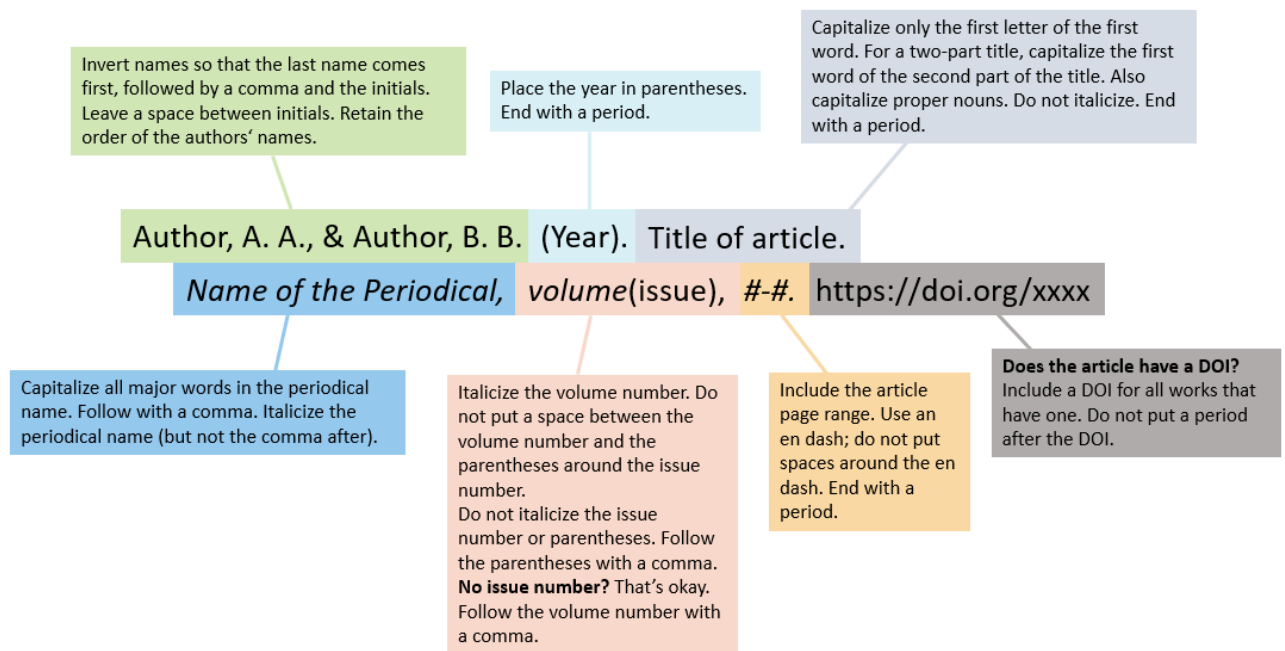 Invert names so that the last name comes
first, followed by a comma and the initials.
Leave a space between initials. Retain the
order of the authors‘ names.
Place the year in parentheses.
End with a period.
Capitalize only the first letter of the first
word. For a two-part title, capitalize the first
word of the second part of the title. Also
capitalize proper nouns. Do not italicize. End
with a period.
Author, A. A., & Author, B. B. (Year). Title of article.
Name of the Periodical, volume(issue), #-#. https://doi.org/xxxx
Capitalize all major words in the periodical
name. Follow with a comma. Italicize the
periodical name (but not the comma after).
Italicize the volume number. Do
not put a space between the
volume number and the
parentheses around the issue
number.
Do not italicize the issue
number or parentheses. Follow
the parentheses with a comma.
No issue number? That’s okay.
Follow the volume number with
a comma.
Include the article
page range. Use an
en dash; do not put
spaces around the en
dash. End with a
period.
Does the article have a DOI?
Include a DOI for all works that
have one. Do not put a period
after the DOI.